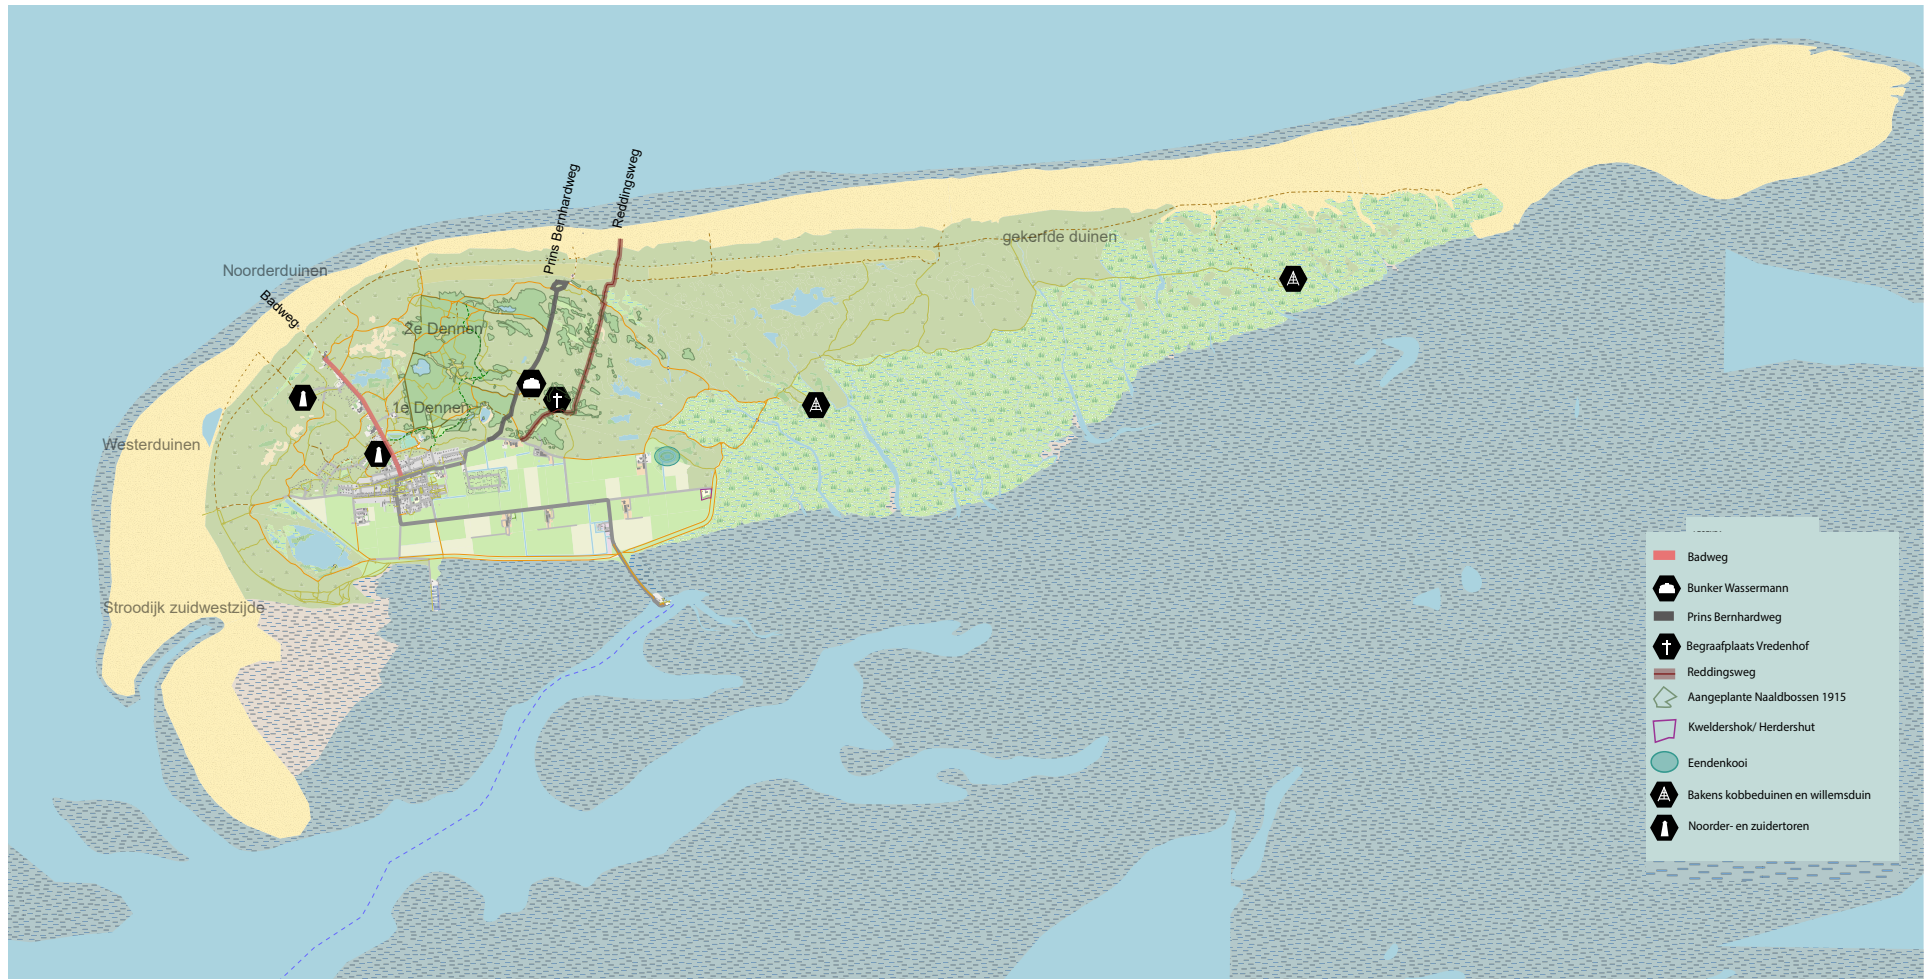 Reddingsweg
Prins Bernhardweg
gekerfde duinen
Noorderduinen
Badweg
2e Dennen
1e Dennen
Westerduinen
Stroodijk zuidwestzijde
Badweg
Bunker Wassermann
Prins Bernhardweg
Begraafplaats Vredenhof
Reddingsweg
Aangeplante Naaldbossen 1915
Kweldershok/ Herdershut
Eendenkooi
Bakens kobbeduinen en willemsduin
Noorder- en zuidertoren